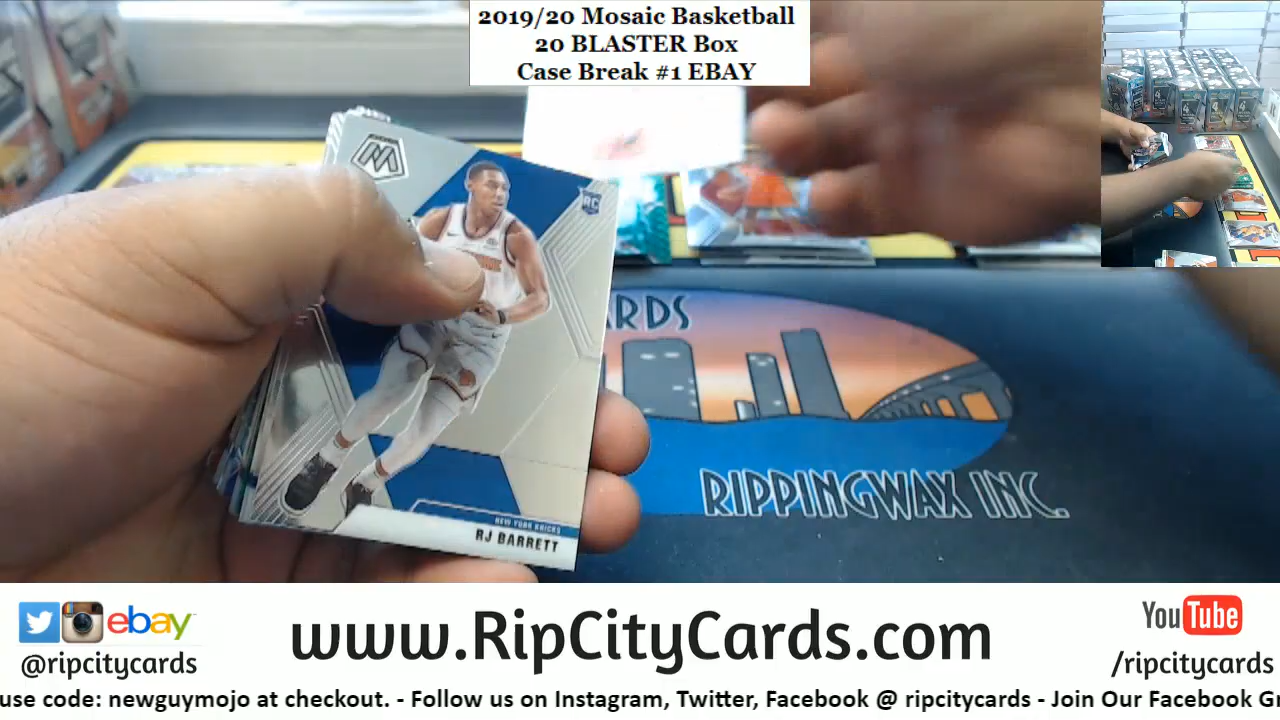 2019/20 Mosaic Basketball
20 BLASTER Box
Case Break #1 EBAY
RC
NEW YORK KNICKS
RJ BARRETT
ARDS
RIPPINGWAX INC.
ebay
@ripcitycards
www.RipCityCards.com
YouTube
/ripcitycards
use code: newguymojo at checkout. - Follow us on Instagram, Twitter, Facebook @ ripcitycards - Join Our Facebook Gr